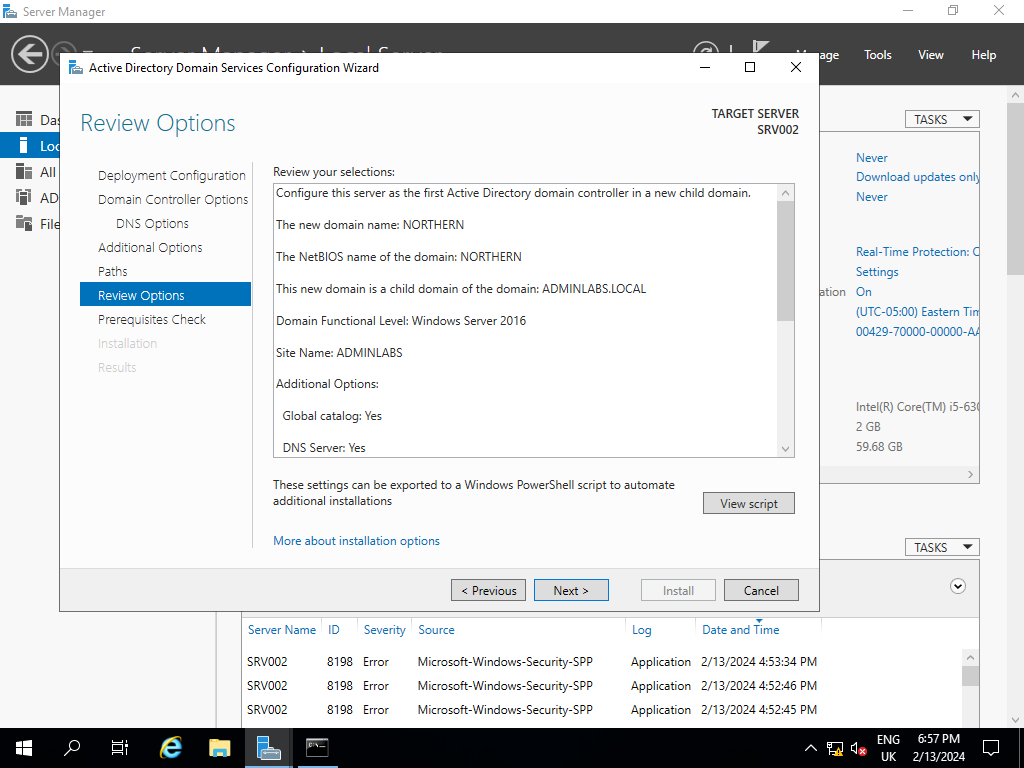 Server Manager
Manage Tools View Help
Active Directory Domain Services Configuration Wizard
Review Options
TARGET SERVER
SRV002
Deployment Configuration
Domain Controller Options
DNS Options
Additional Options
Paths
Review Options
Prerequisites Check
Installation
Results
Review your selections:
Configure this server as the first Active Directory domain controller in a new child domain.
The new domain name: NORTHERN
The NetBIOS name of the domain: NORTHERN
This new domain is a child domain of the domain: ADMINLABS.LOCAL
Domain Functional Level: Windows Server 2016
Site Name: ADMINLABS
Additional Options:
Global catalog: Yes
DNS Server: Yes
These settings can be exported to a Windows PowerShell script to automate
additional installations
View script
More about installation options
< Previous Next > Install Cancel
All
AD
File
TASKS
Never
Download updates only
Never
Real-Time Protection:
Settings
On
(UTC-05:00) Eastern
00429-70000-00000-AA
Intel(R) Core(TM)
2 GB
59.68 GB
TASKS
Server Name ID Severity Source Log Date and Time
SRV002 8198 Error Microsoft-Windows-Security-SPP Application 2/13/2024 4:53:34 PM
SRV002 8198 Error Microsoft-Windows-Security-SPP Application 2/13/2024 4:52:46 PM
SRV002 8198 Error Microsoft-Windows-Security-SPP Application 2/13/2024 4:52:45 PM
ENG
UK
6:57 PM
2/13/2024